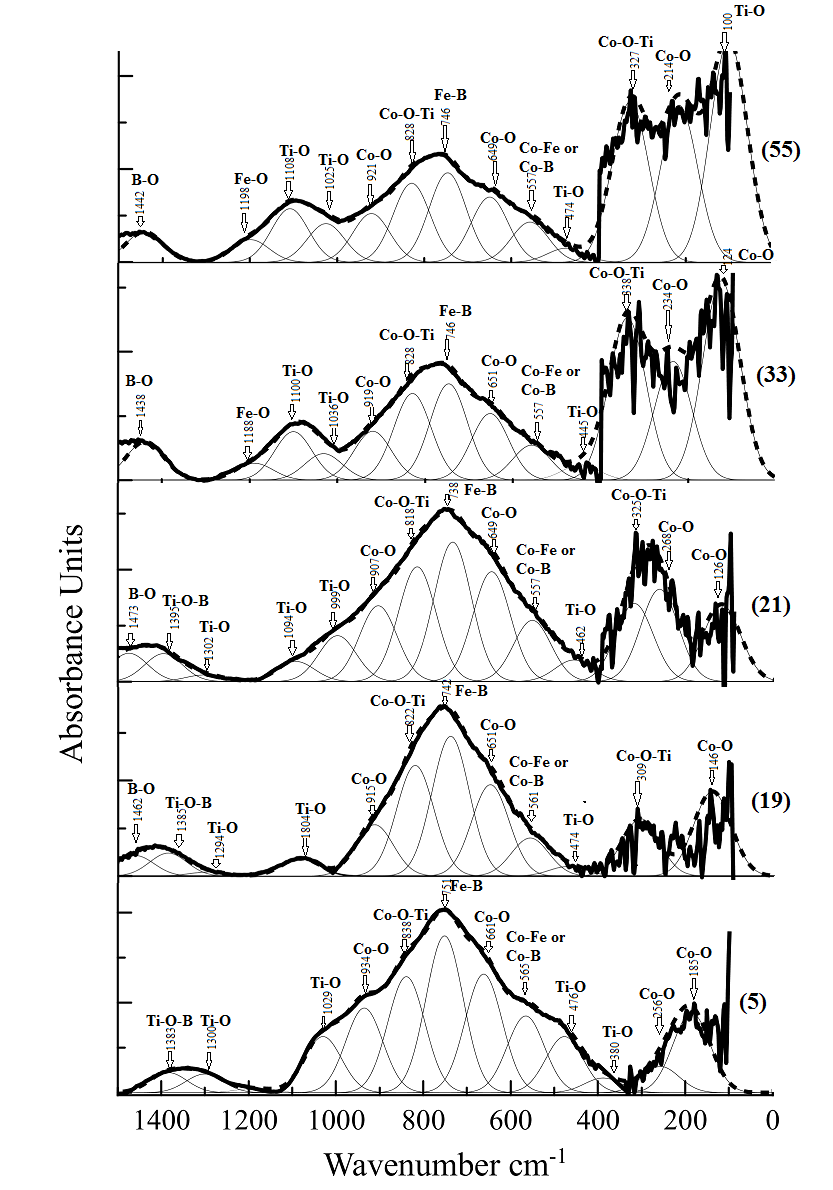 Ti-O
100
Co-O-Ti
327
Co-O
214
Fe-B
746
Co-O-Ti
828
Co-O
649
Co-Fe or
Co-B
557
Ti-O
474
Co-O
921
Ti-O
1025
Ti-O
1108
Fe-O
1198
B-O
1442
(55)
124
Co-O
Co-O-Ti
338
Co-O
234
Fe-B
746
Co-O-Ti
828
Co-O
651
Co-Fe or
Co-B
557
Ti-O
445
Co-O
919
Ti-O
1036
Ti-O
1100
Fe-O
1188
B-O
1438
(33)
Fe-B
738
Co-O-Ti
818
Co-O
649
Co-O-Ti
325
Co-O
268
Co-O
126
Co-Fe or
Co-B
557
Ti-O
462
Co-O
907
Ti-O
999
Ti-O
1094
B-O
1473
Ti-O-B
1395
Ti-O
1302
(21)
Fe-B
742
Co-O-Ti
822
Co-O
651
Co-Fe or
Co-B
561
Ti-O
474
Co-O-Ti
309
Co-O
146
Co-O
915
Ti-O
1804
B-O
1462
Ti-O-B
1385
Ti-O
1294
(19)
Fe-B
751
Co-O-Ti
838
Co-O
661
Co-Fe or
Co-B
565
Ti-O
476
Ti-O
380
Co-O
256
Co-O
185
Co-O
934
Ti-O
1029
Ti-O-B
1383
Ti-O
1300
(5)
Absorbance Units
1400 1200 1000 800 600 400 200 0
Wavenumber cm-1